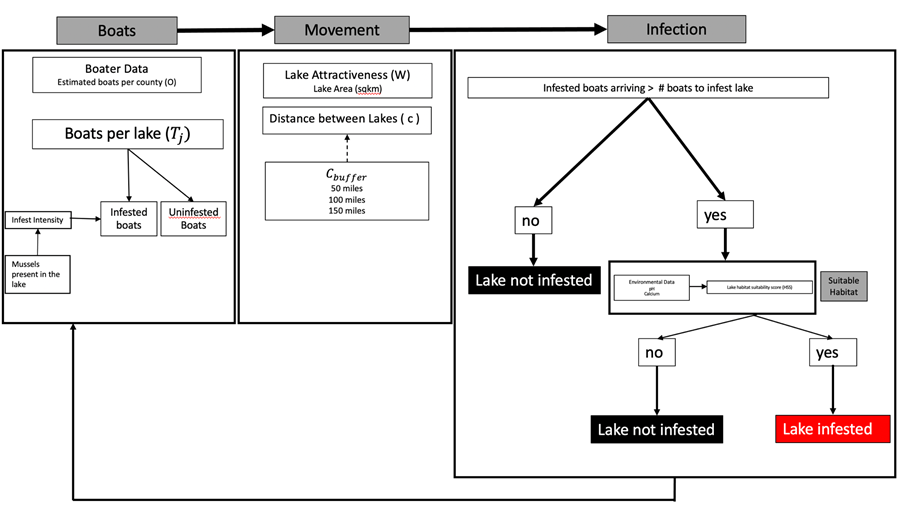 Boats
Movement
Infection
Boater Data
Estimated boats per county (O)
Boats per lake (T_j)
Infest Intensity
Infested
boats
Uninfested
Boats
Mussels
present in the
lake
Lake Attractiveness (W)
Lake Area (sqkm)
Distance between Lakes ( c )
C_buffer
50 miles
100 miles
150 miles
Infested boats arriving > # boats to infest lake
no
yes
Lake not infested
Environmental Data
pH
Calcium
Lake habitat suitability score (HSS)
Suitable
Habitat
no
yes
Lake not infested
Lake infested